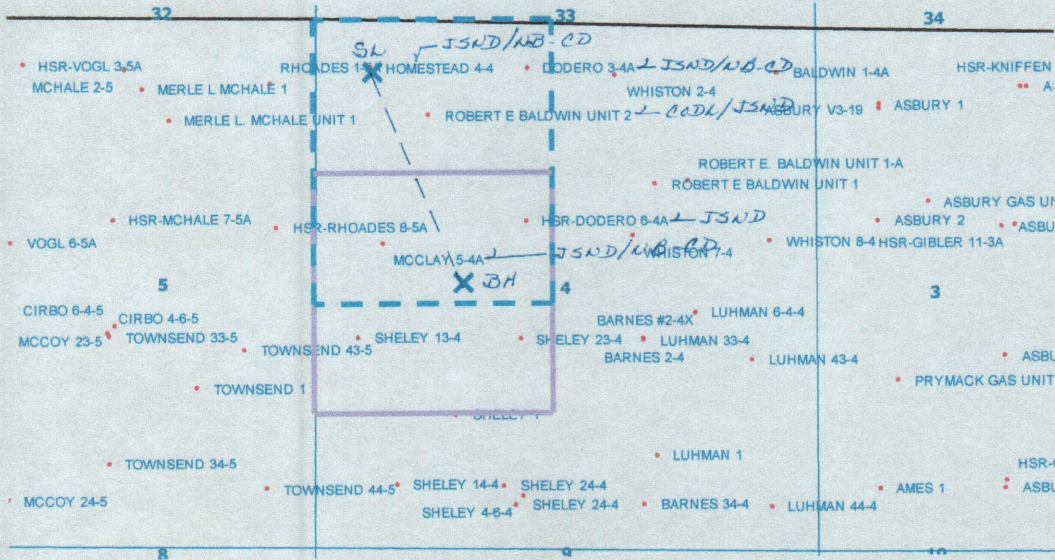 32 33 34
SL JSND/NB-CD
HSR-VOGL 3-5A RHOADES 1- HOMESTEAD 4-4 DODERO 3-4A JSND/NB-CD BALDWIN 1-4A HSR-KNIFFEN
MCHALE 2-5 MERLE L MCHALE 1 WHISTON 2-4
MERLE L. MCHALE UNIT 1 ROBERT E BALDWIN UNIT 2 CODL/JSND ASBURY V3-19 ASBURY 1
ROBERT E. BALDWIN UNIT 1-A
ROBERT E BALDWIN UNIT 1
ASBURY GAS UN
HSR-MCHALE 7-5A HSR-RHOADES 8-5A HSR-DODERO 6-4A JSND ASBURY 2 ASBU
VOGL 6-5A WHISTON 8-4 HSR-GIBLER 11-3A
MCCLAY 5-4A JSND/NB-CD WHISTON 7-4
5 BH 4 3
CIRBO 6-4-5 LUHMAN 6-4-4
CIRBO 4-6-5 BARNES #2-4X
MCCOY 23-5 TOWNSEND 33-5 SHELEY 13-4 SHELEY 23-4 LUHMAN 33-4
TOWNSEND 43-5 BARNES 2-4 LUHMAN 43-4 ASBU
TOWNSEND 1 PRYMACK GAS UNIT
LUHMAN 1
TOWNSEND 34-5 HSR-
MCCOY 24-5 TOWNSEND 44-5 SHELEY 14-4 SHELEY 24-4 AMES 1 ASBU
SHELEY 4-6-4 SHELEY 24-4 BARNES 34-4 LUHMAN 44-4
8 9